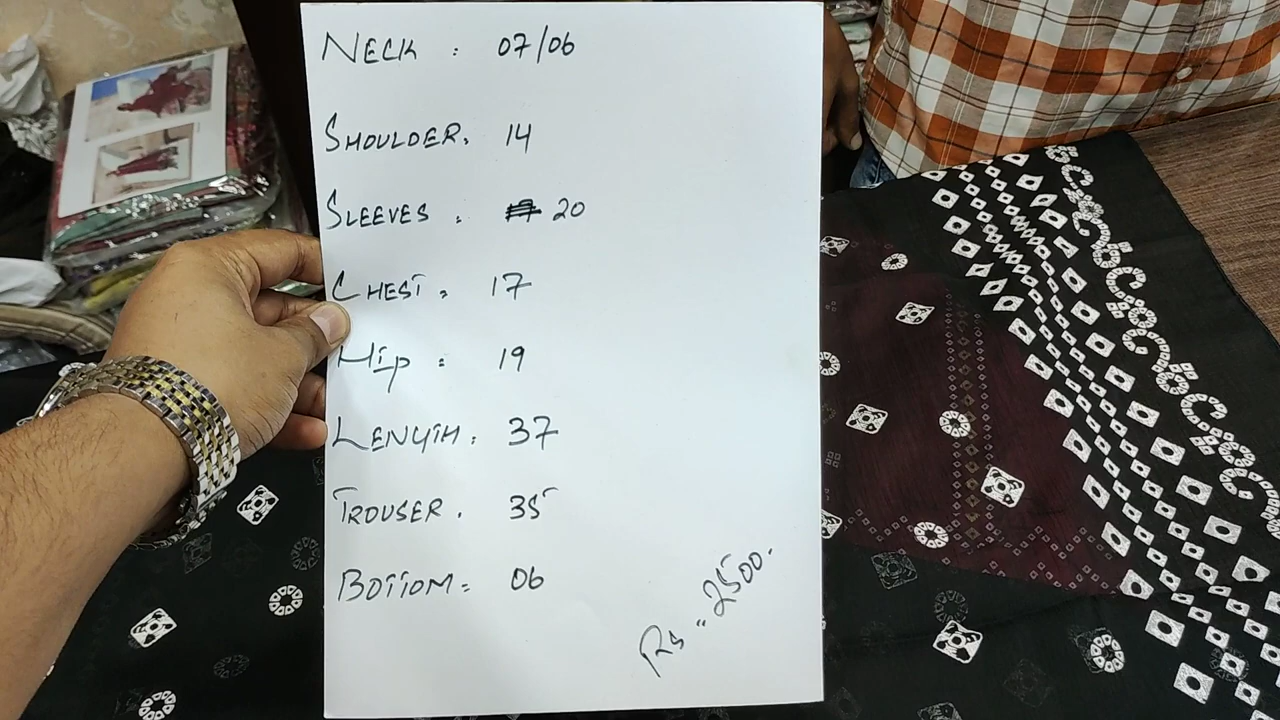 NECK : 07/06
SHOULDER. 14
SLEEVES : 20
CHEST : 17
Hip : 19
LENGTH : 37
TROUSER . 35
BOTTOM = 06
Rs " 2500.